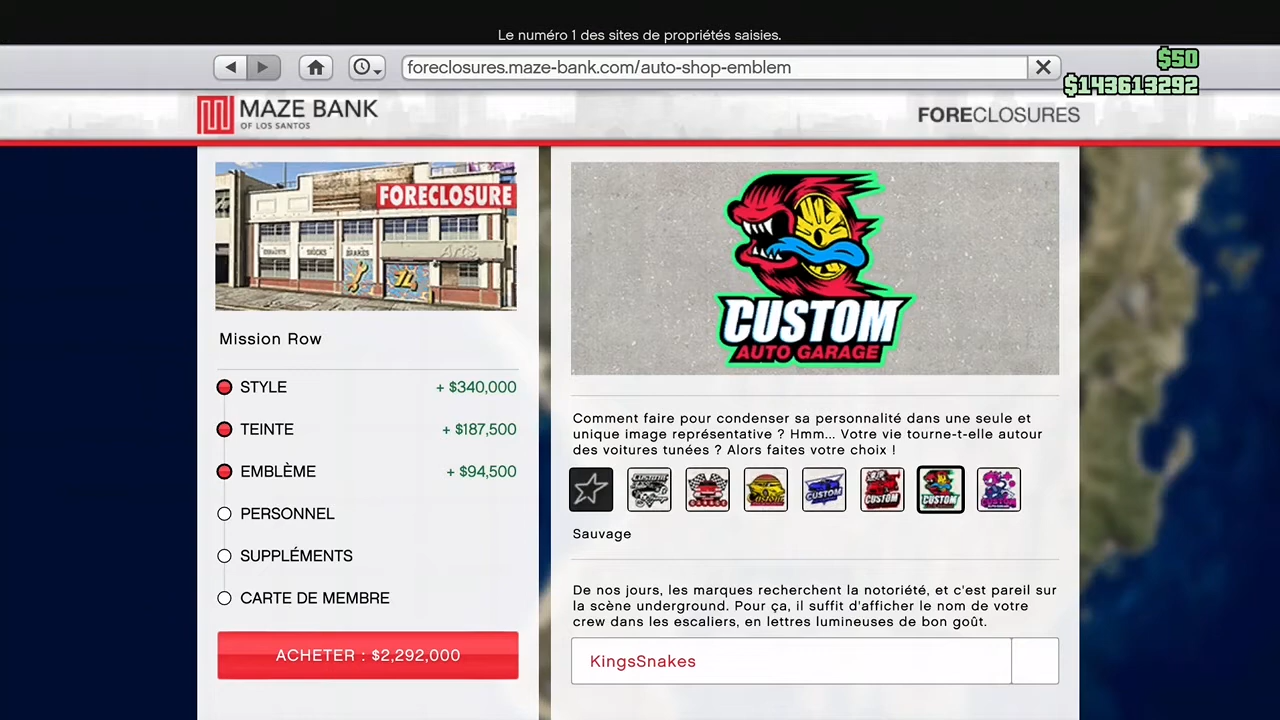 Le numéro 1 des sites de propriétés saisies.
foreclosures.maze-bank.com/auto-shop-emblem
$50
$143613292
MAZE BANK
OF LOS SANTOS
FORECLOSURES
FORECLOSURE
BRAKES
Mission Row
STYLE + $340,000
TEINTE + $187,500
EMBLÈME + $94,500
PERSONNEL
SUPPLÉMENTS
CARTE DE MEMBRE
ACHETER : $2,292,000
CUSTOM
AUTO GARAGE
Comment faire pour condenser sa personnalité dans une seule et
unique image représentative ? Hmm... Votre vie tourne-t-elle autour
des voitures tunées ? Alors faites votre choix !
Sauvage
De nos jours, les marques recherchent la notoriété, et c'est pareil sur
la scène underground. Pour ça, il suffit d'afficher le nom de votre
crew dans les escaliers, en lettres lumineuses de bon goût.
KingsSnakes